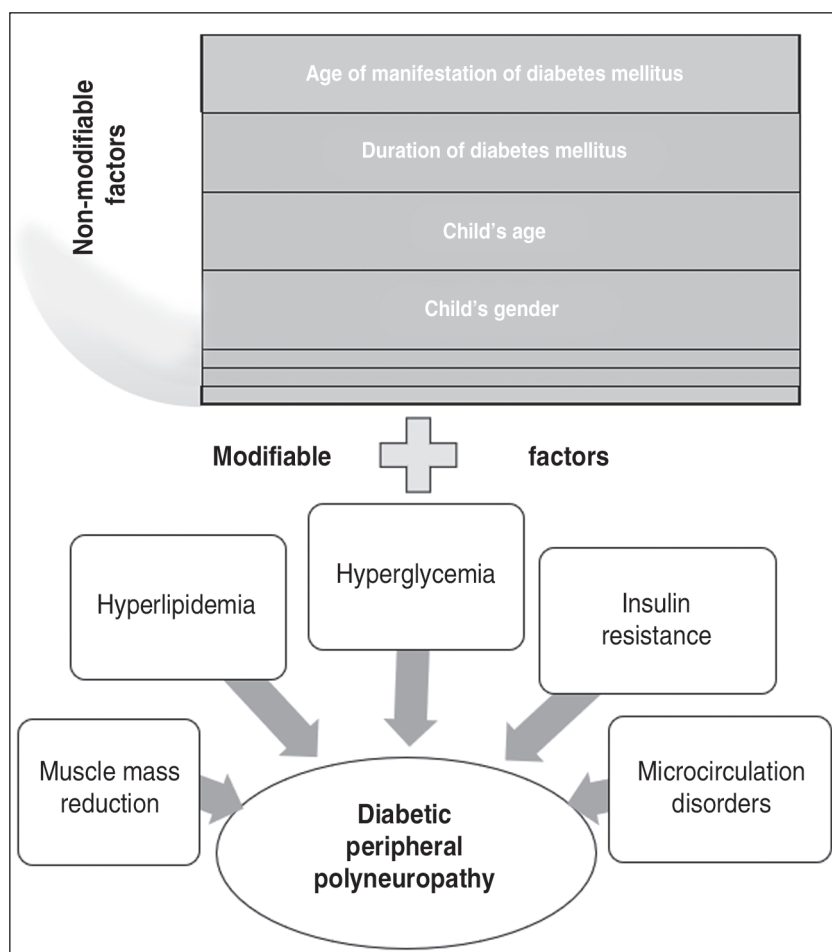 Non-modifiable
factors
Age of manifestation of diabetes mellitus
Duration of diabetes mellitus
Child's age
Child's gender
Modifiable factors
Hyperlipidemia
Hyperglycemia
Insulin
resistance
Muscle mass
reduction
Microcirculation
disorders
Diabetic
peripheral
polyneuropathy